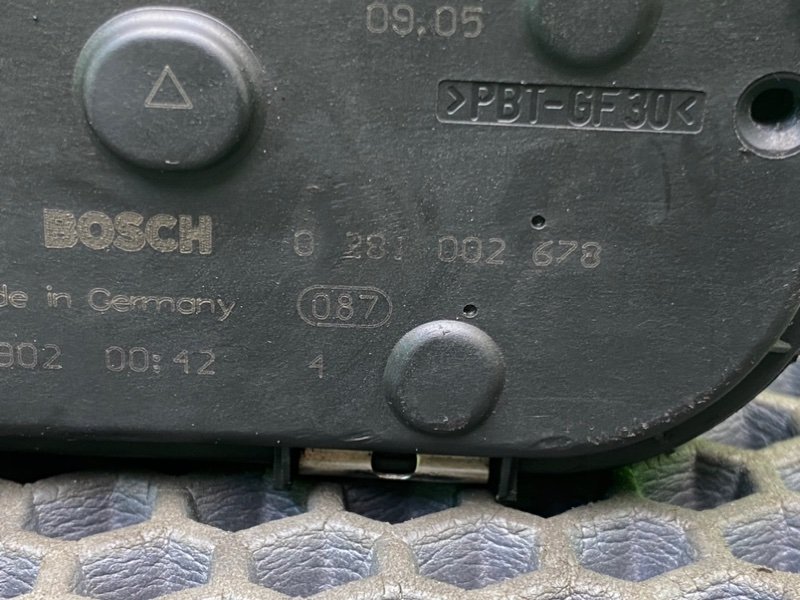 09.05
>PBT-GF30<
BOSCH 0 281 002 678
de in Germany 087
902 00:42 4